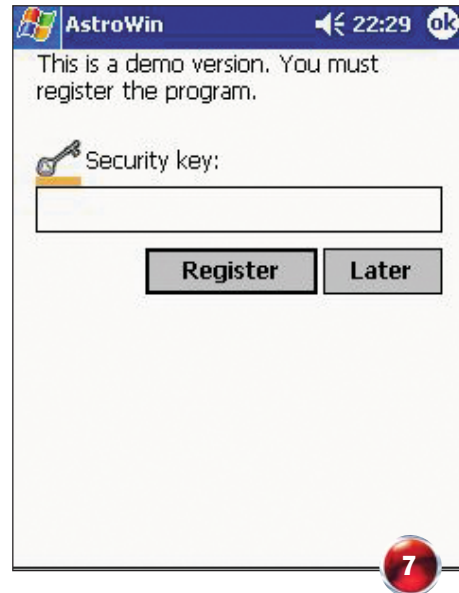 AstroWin 22:29 ok
This is a demo version. You must
register the program.
Security key:
Register Later
7